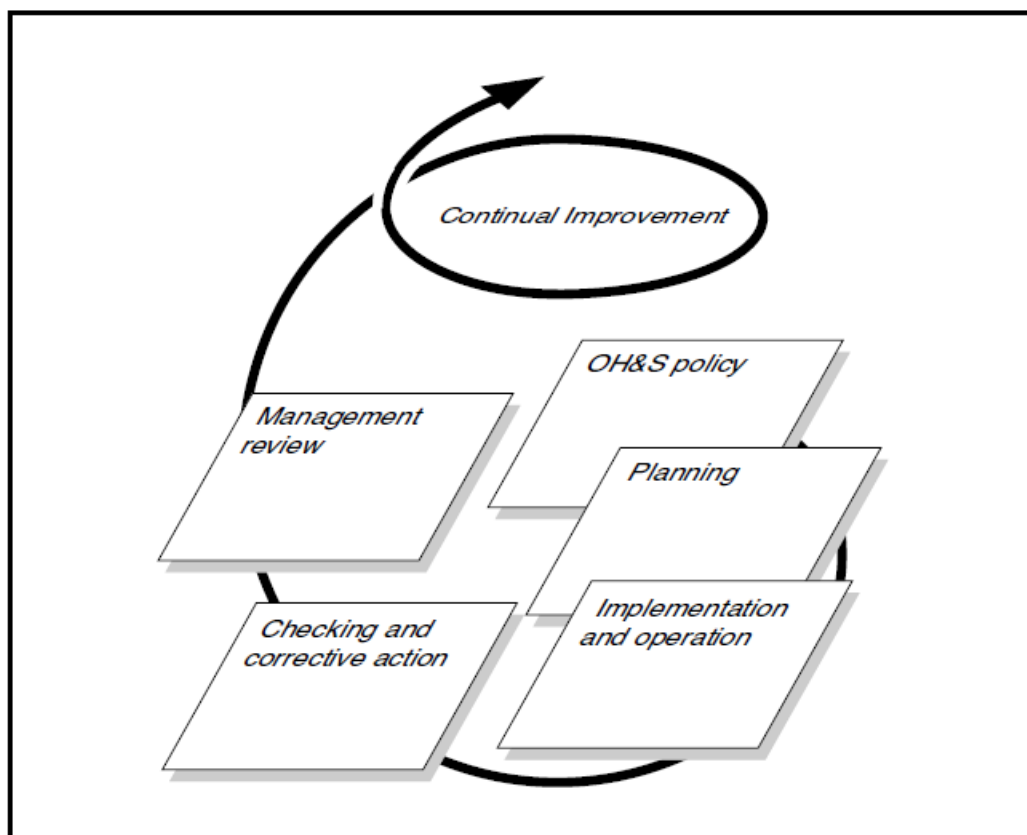 Continual Improvement
OH&S policy
Management
review
Planning
Implementation
and operation
Checking and
corrective action